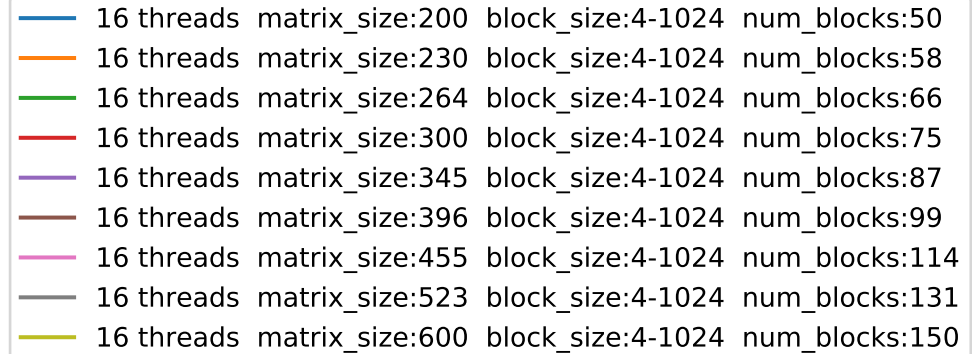 16 threads  matrix_size:200  block_size:4-1024  num_blocks:50
16 threads  matrix_size:230  block_size:4-1024  num_blocks:58
16 threads  matrix_size:264  block_size:4-1024  num_blocks:66
16 threads  matrix_size:300  block_size:4-1024  num_blocks:75
16 threads  matrix_size:345  block_size:4-1024  num_blocks:87
16 threads  matrix_size:396  block_size:4-1024  num_blocks:99
16 threads  matrix_size:455  block_size:4-1024  num_blocks:114
16 threads  matrix_size:523  block_size:4-1024  num_blocks:131
16 threads  matrix_size:600  block_size:4-1024  num_blocks:150